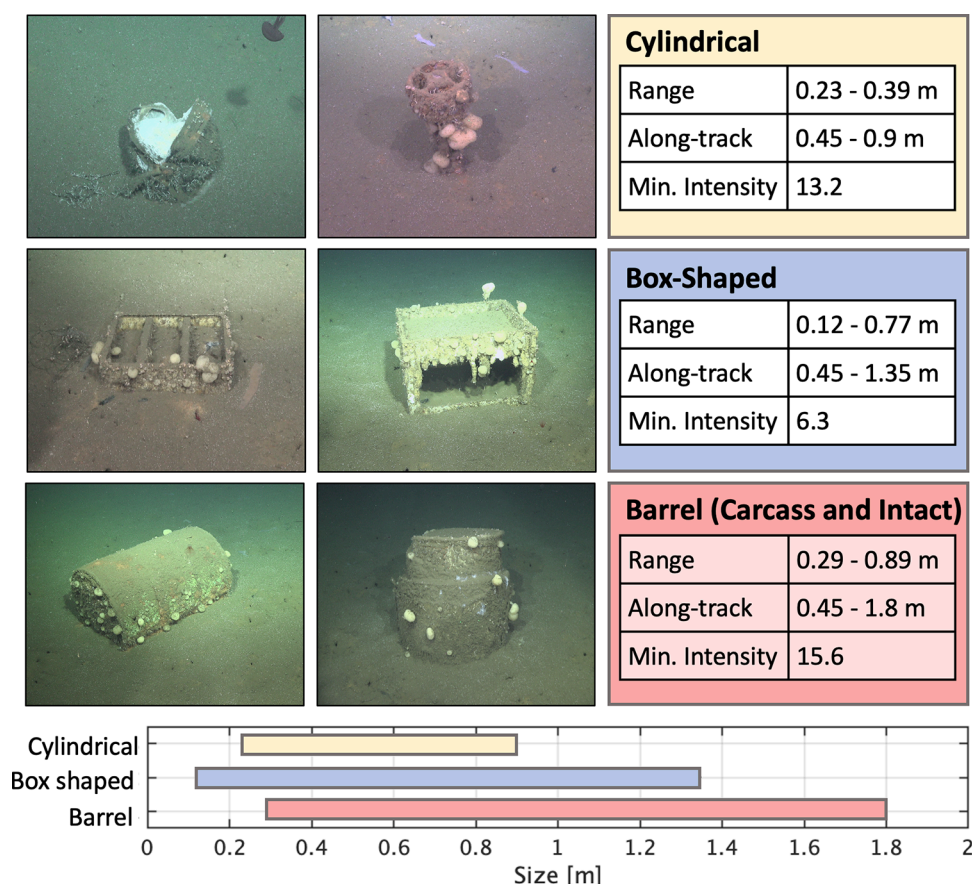 Cylindrical
Range 0.23 - 0.39 m
Along-track 0.45 - 0.9 m
Min. Intensity 13.2
Box-Shaped
Range 0.12 - 0.77 m
Along-track 0.45 - 1.35 m
Min. Intensity 6.3
Barrel (Carcass and Intact)
Range 0.29 - 0.89 m
Along-track 0.45 - 1.8 m
Min. Intensity 15.6
Cylindrical
Box shaped
Barrel
0 0.2 0.4 0.6 0.8 1 1.2 1.4 1.6 1.8 2
Size [m]